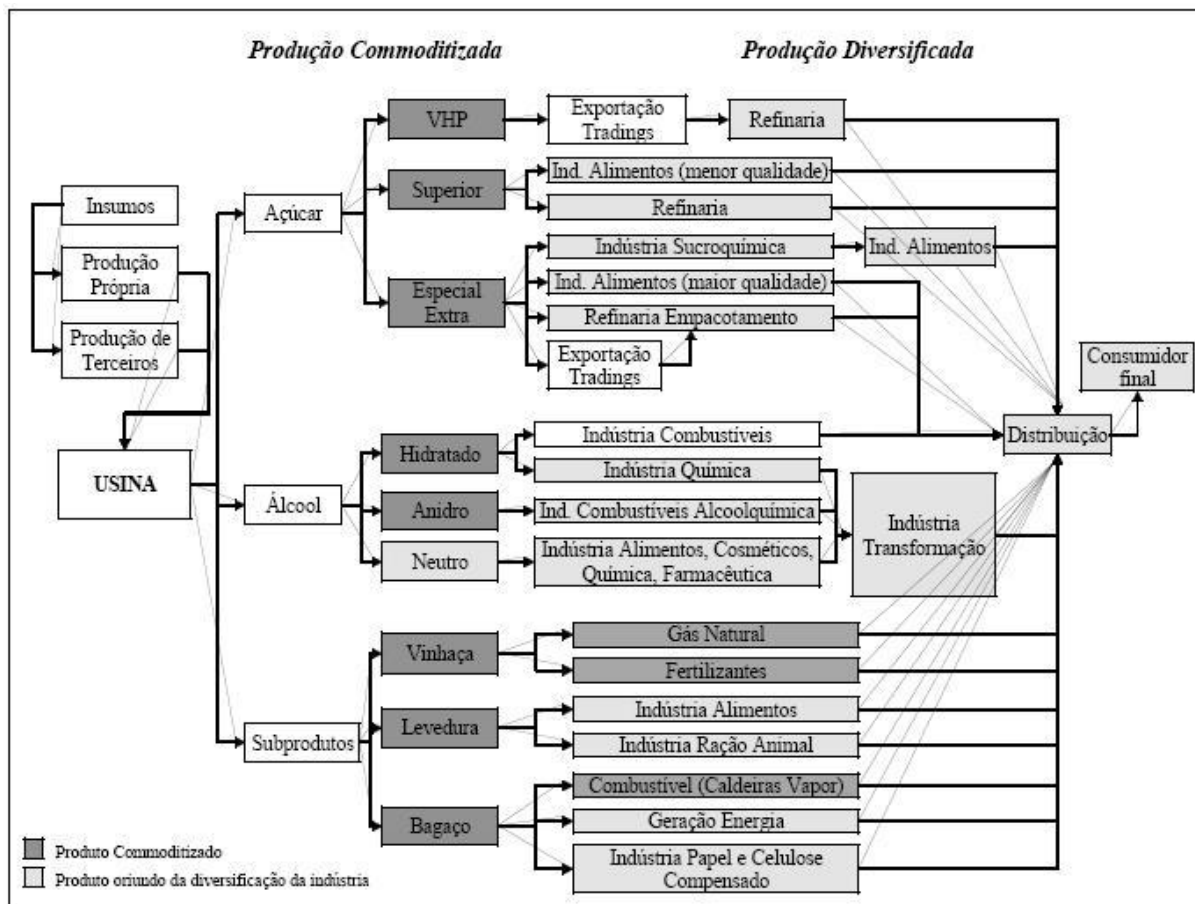 Produção Commoditizada
Produção Diversificada
VHP
Exportação
Tradings
Refinaria
Superior
Ind. Alimentos (menor qualidade)
Refinaria
Insumos
Açúcar
Produção
Própria
Indústria Sucroquímica
Ind. Alimentos
Especial
Extra
Ind. Alimentos (maior qualidade)
Refinaria Empacotamento
Produção de
Terceiros
Exportação
Tradings
Consumidor
final
Distribuição
USINA
Álcool
Hidratado
Indústria Combustíveis
Indústria Química
Anidro
Ind. Combustíveis Alcoolquímica
Neutro
Indústria Alimentos, Cosméticos,
Química, Farmacêutica
Indústria
Transformação
Subprodutos
Vinhaça
Gás Natural
Fertilizantes
Levedura
Indústria Alimentos
Indústria Ração Animal
Bagaço
Combustível (Caldeiras Vapor)
Geração Energia
Indústria Papel e Celulose
Compensado
Produto Commoditizado
Produto oriundo da diversificação da indústria